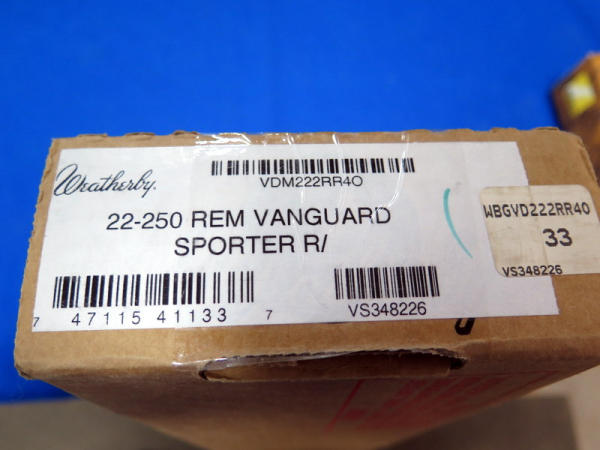 Weatherby.
VDM222RR4O
22-250 REM VANGUARD
SPORTER R/
7 47115 41133 7
VS348226
WBGVD222RR40
33
VS348226